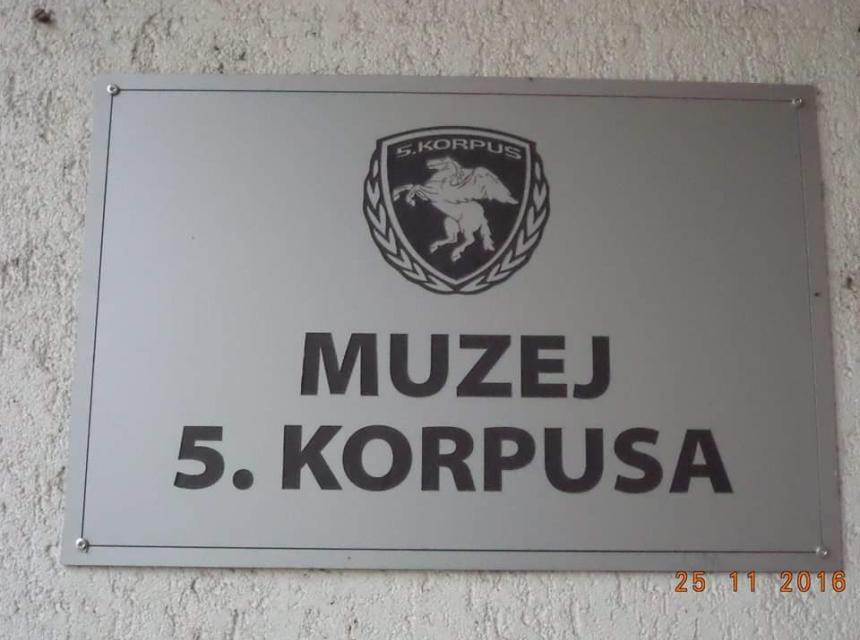 5.KORPUS
MUZEJ
5. KORPUSA
25 11 2016